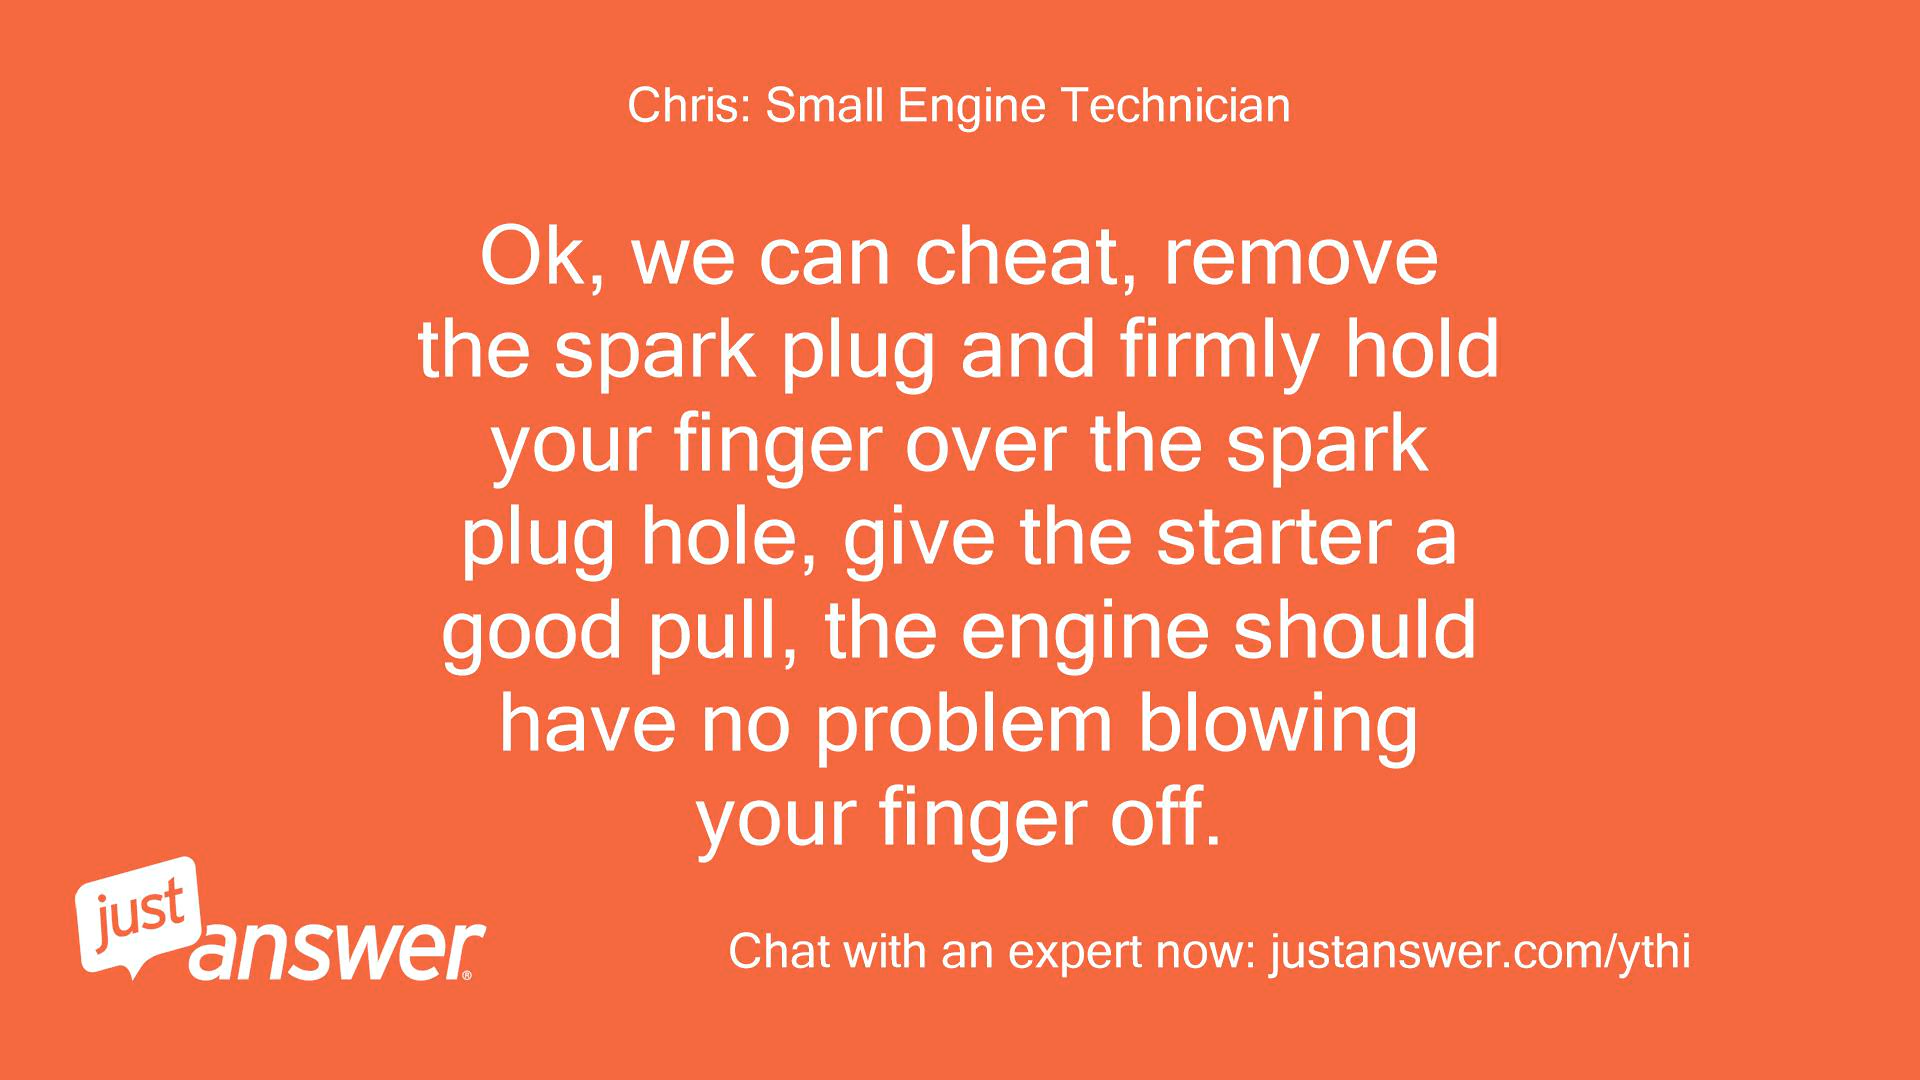 Chris: Small Engine Technician
Ok, we can cheat, remove
the spark plug and firmly hold
your finger over the spark
plug hole, give the starter a
good pull, the engine should
have no problem blowing
your finger off.
just
answer®
Chat with an expert now: justanswer.com/ythi